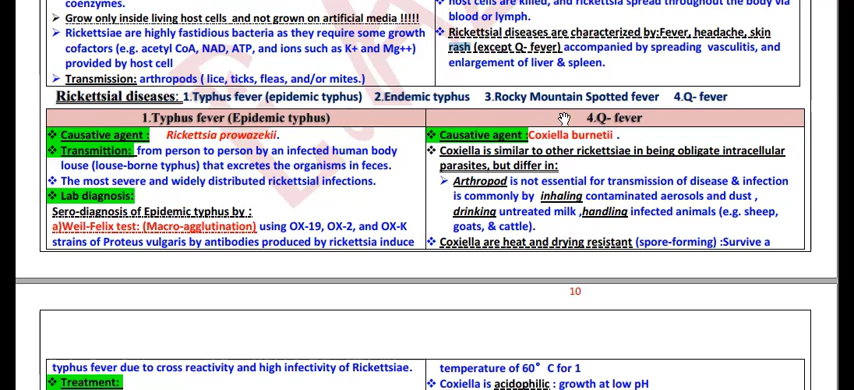 coenzymes.
➢ Grow only inside living host cells and not grown on artificial media !!!!!
➢ Rickettsiae are highly fastidious bacteria as they require some growth
cofactors (e.g. acetyl CoA, NAD, ATP, and ions such as K+ and Mg++)
provided by host cell
➢ Transmission: arthropods ( lice, ticks, fleas, and/or mites.)
host cells are killed, and rickettsia spread throughout the body via
blood or lymph.
❖ Rickettsial diseases are characterized by:Fever, headache, skin
rash (except Q- fever) accompanied by spreading vasculitis, and
enlargement of liver & spleen.
Rickettsial diseases: 1.Typhus fever (epidemic typhus) 2.Endemic typhus 3.Rocky Mountain Spotted fever 4.Q- fever
1.Typhus fever (Epidemic typhus)
❖ Causative agent : Rickettsia prowazekii.
❖ Transmittion: from person to person by an infected human body
louse (louse-borne typhus) that excretes the organisms in feces.
❖ The most severe and widely distributed rickettsial infections.
❖ Lab diagnosis:
Sero-diagnosis of Epidemic typhus by :
a)Weil-Felix test: (Macro-agglutination) using OX-19, OX-2, and OX-K
strains of Proteus vulgaris by antibodies produced by rickettsia induce
4.Q- fever
❖ Causative agent :Coxiella burnetii .
❖ Coxiella is similar to other rickettsiae in being obligate intracellular
parasites, but differ in:
➢ Arthropod is not essential for transmission of disease & infection
is commonly by inhaling contaminated aerosols and dust ,
drinking untreated milk ,handling infected animals (e.g. sheep,
goats, & cattle).
❖ Coxiella are heat and drying resistant (spore-forming) :Survive a
10
typhus fever due to cross reactivity and high infectivity of Rickettsiae.
❖ Treatment:
temperature of 60° C for 1
❖ Coxiella is acidophilic : growth at low pH